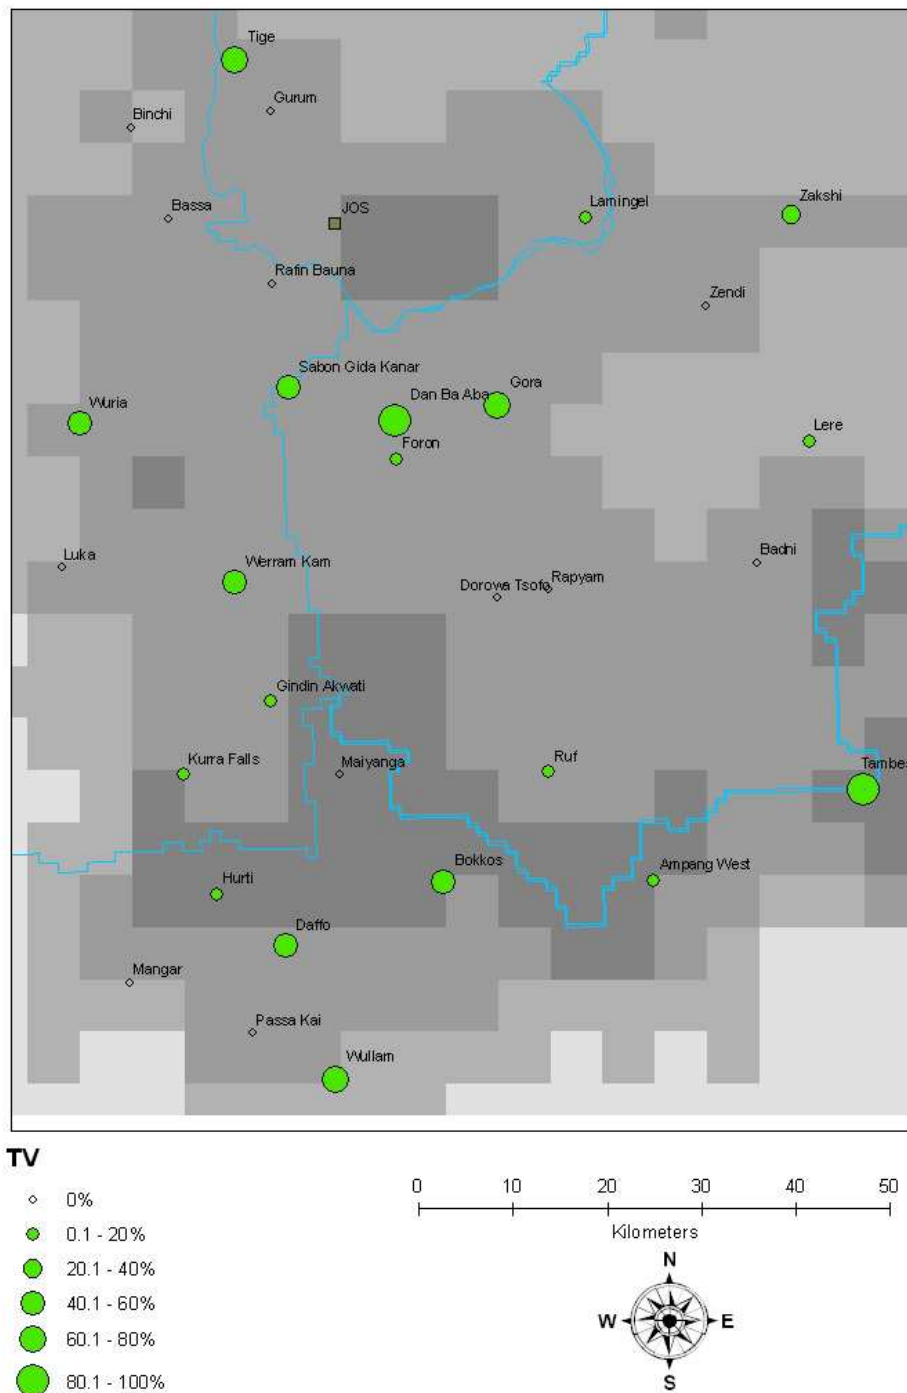 Tige
Gurum
Binchi
Bassa
JOS
Lamingel
Zakshi
Rafin Bauna
Zendi
Sabon Gida Kanar
Gora
Dan Ba Aba
Wuria
Lere
Foron
Luka
Werram Kam
Badni
Dorowa Tsofo
Rapyam
Gindin Akwati
Kurra Falls
Maiyanga
Ruf
Tambes
Bokkos
Ampang West
Hurti
Daffo
Mangar
Passa Kai
Wullam
TV
0%
0.1 - 20%
20.1 - 40%
40.1 - 60%
60.1 - 80%
80.1 - 100%
0 10 20 30 40 50
Kilometers
N
W E
S